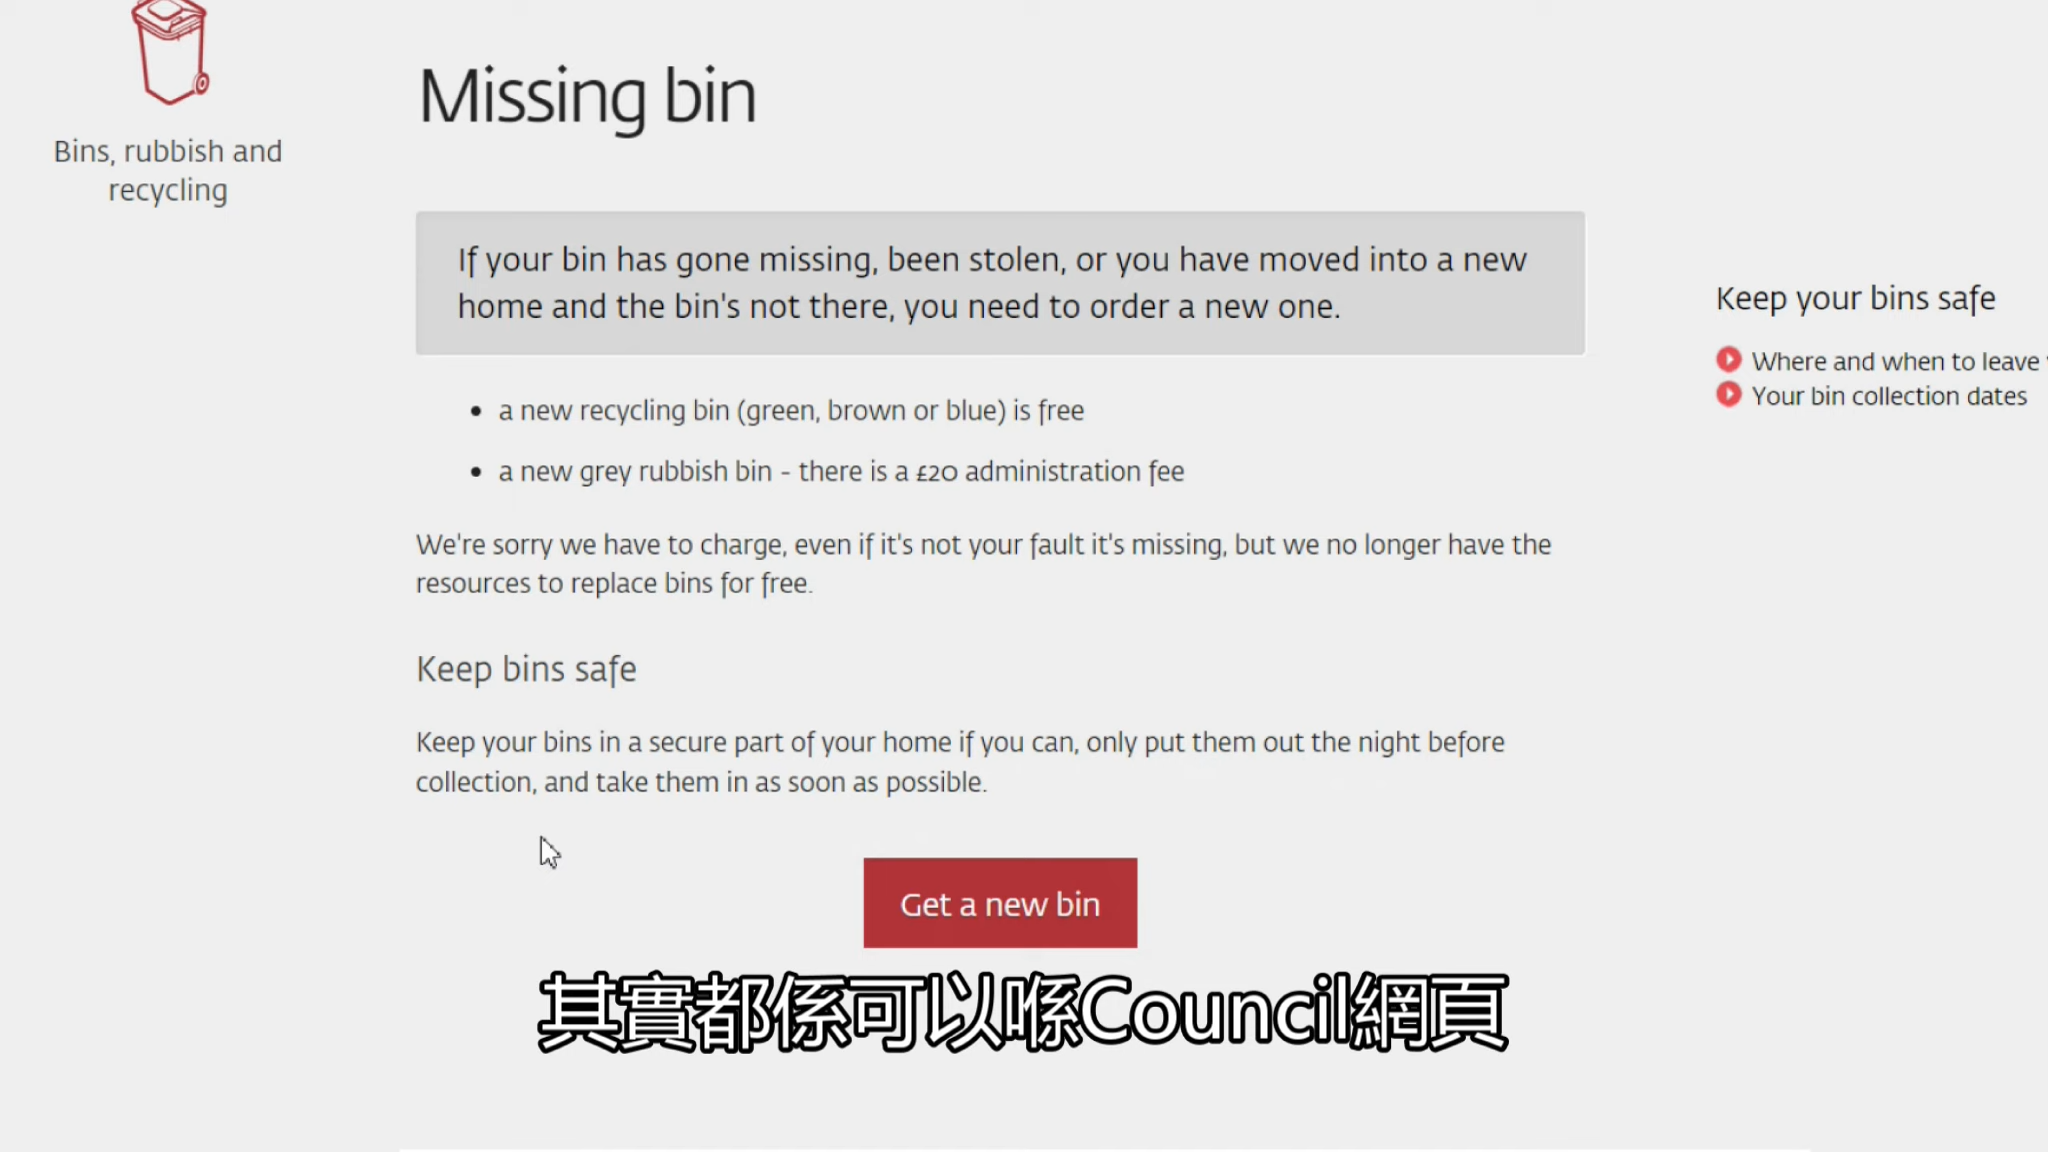 Missing bin
Bins, rubbish and
recycling
If your bin has gone missing, been stolen, or you have moved into a new
home and the bin's not there, you need to order a new one.
Keep your bins safe
Where and when to leave
Your bin collection dates
• a new recycling bin (green, brown or blue) is free
• a new grey rubbish bin - there is a £20 administration fee
We're sorry we have to charge, even if it's not your fault it's missing, but we no longer have the
resources to replace bins for free.
Keep bins safe
Keep your bins in a secure part of your home if you can, only put them out the night before
collection, and take them in as soon as possible.
Get a new bin
其實都係可以喺Council網頁